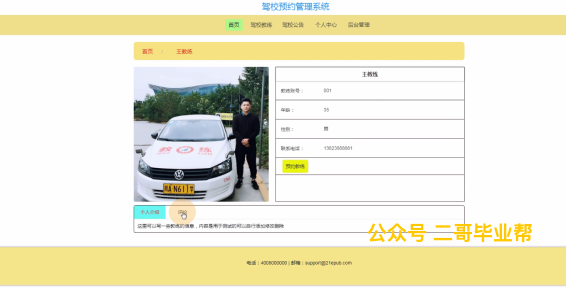 驾校预约管理系统
首页 驾校教练 驾校公告 个人中心 后台管理
首页 : 王教练
王教练
教练账号： 001
年龄： 33
性别： 男
联系电话：
预约教练
教练
个人介绍 评论
这里可以写一些教练的信息，内容是用于测试的可以自行添加修改删除
公众号 二哥毕业帮
电话：4008000000 | 邮箱：support@21epub.com